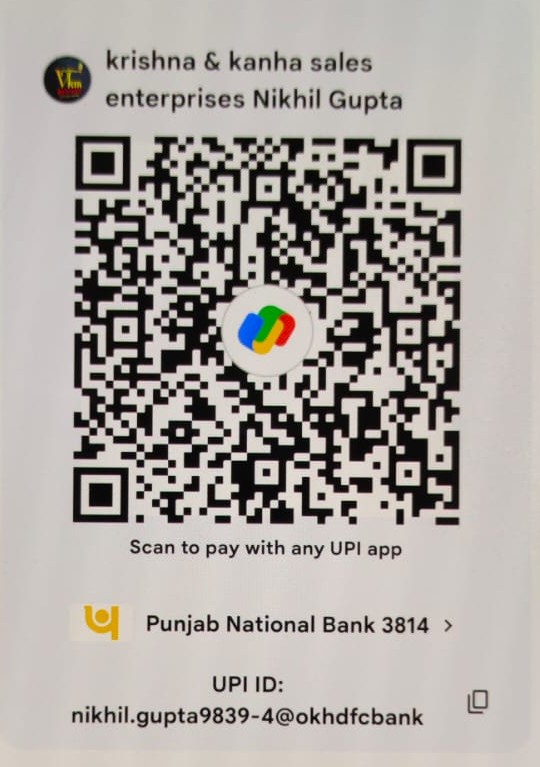 krishna & kanha sales
enterprises Nikhil Gupta
Scan to pay with any UPI app
Punjab National Bank 3814 >
UPI ID:
nikhil.gupta9839-4@okhdfcbank